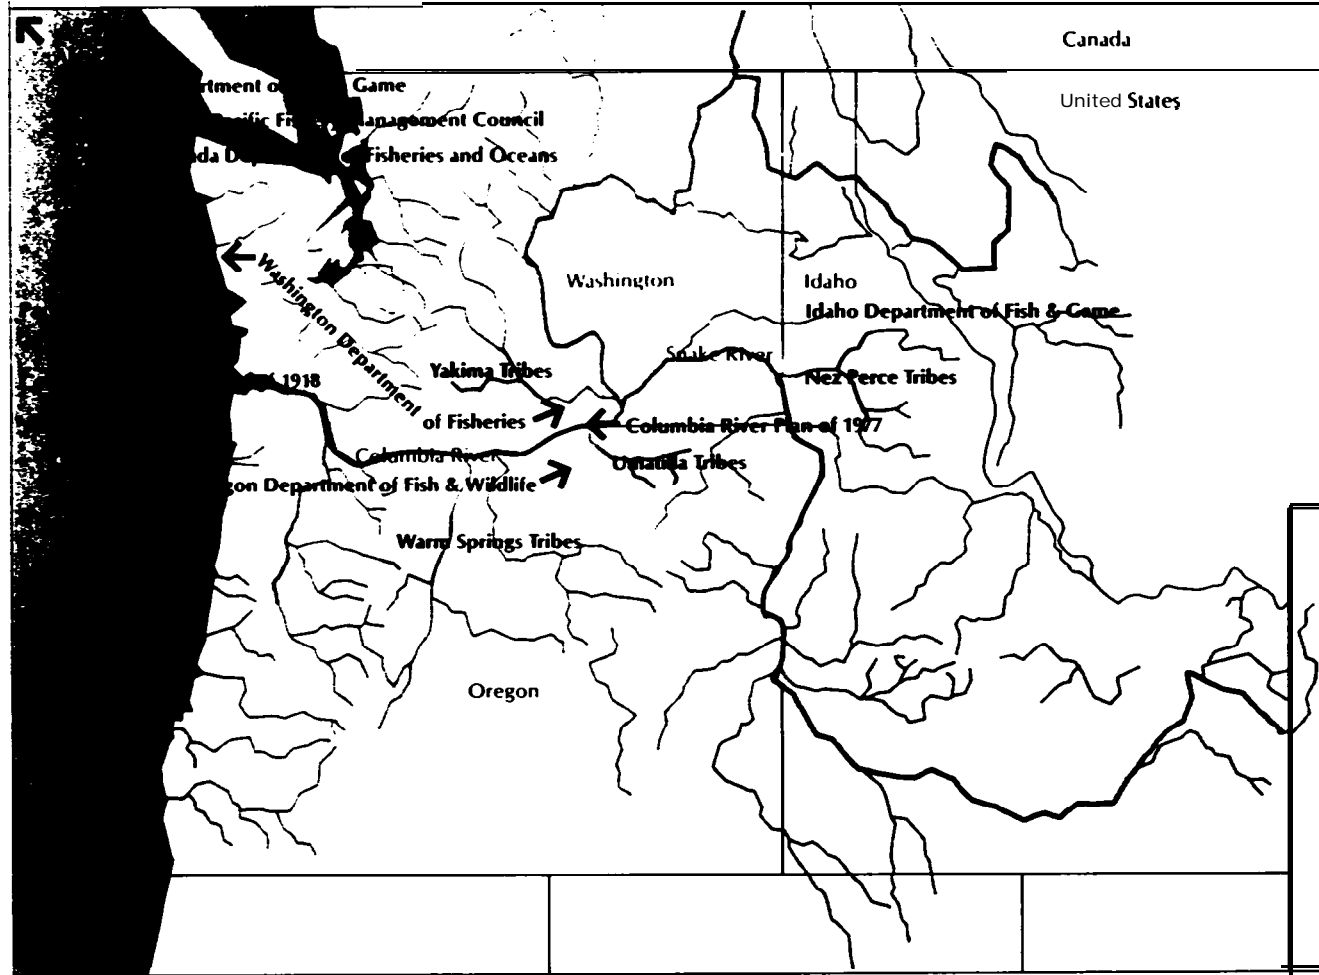 Canada
United States
Game
Management Council
Fisheries and Oceans
Washington
Idaho
Idaho Department of Fish & Game
Washington Department
of Fisheries
Snake River
Yakima Tribes
Nez Perce Tribes
1918
Columbia River Plan of 1977
Columbia River
Umatilla Tribes
Department of Fish & Wildlife
Warm Springs Tribes
Oregon